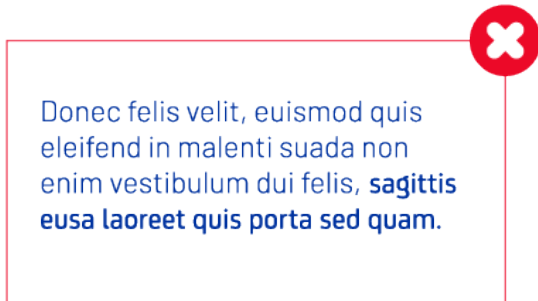 Donec felis velit, euismod quis
eleifend in malenti suada non
enim vestibulum dui felis, sagittis
eusa laoreet quis porta sed quam.